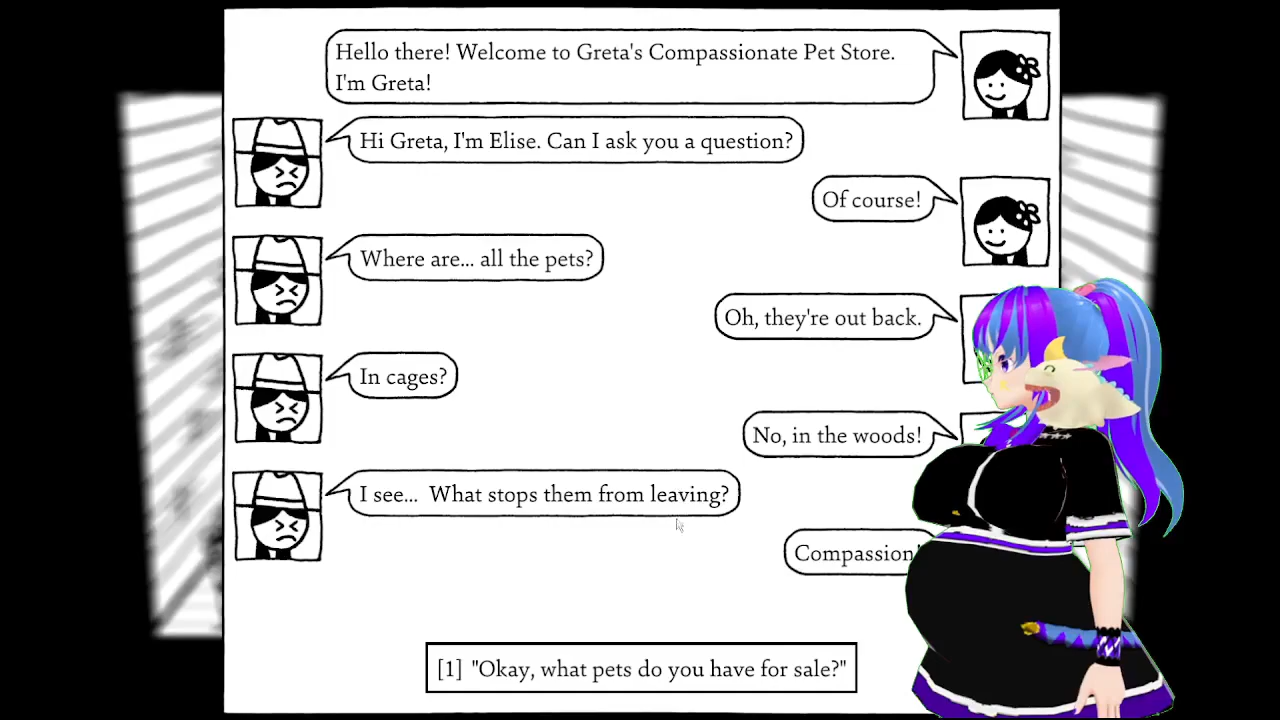 Hello there! Welcome to Greta's Compassionate Pet Store.
I'm Greta!
Hi Greta, I'm Elise. Can I ask you a question?
Of course!
Where are... all the pets?
Oh, they're out back.
In cages?
No, in the woods!
I see... What stops them from leaving?
Compassion!
[1] "Okay, what pets do you have for sale?"